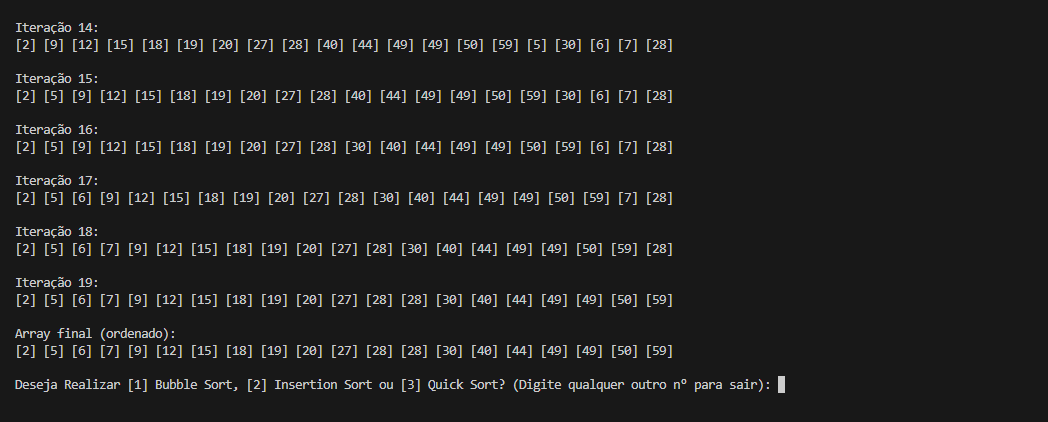 Iteração 14:
[2] [9] [12] [15] [18] [19] [20] [27] [28] [40] [44] [49] [49] [50] [59] [5] [30] [6] [7] [28]
Iteração 15:
[2] [5] [9] [12] [15] [18] [19] [20] [27] [28] [40] [44] [49] [49] [50] [59] [30] [6] [7] [28]
Iteração 16:
[2] [5] [9] [12] [15] [18] [19] [20] [27] [28] [30] [40] [44] [49] [49] [50] [59] [6] [7] [28]
Iteração 17:
[2] [5] [6] [9] [12] [15] [18] [19] [20] [27] [28] [30] [40] [44] [49] [49] [50] [59] [7] [28]
Iteração 18:
[2] [5] [6] [7] [9] [12] [15] [18] [19] [20] [27] [28] [30] [40] [44] [49] [49] [50] [59] [28]
Iteração 19:
[2] [5] [6] [7] [9] [12] [15] [18] [19] [20] [27] [28] [28] [30] [40] [44] [49] [49] [50] [59]
Array final (ordenado):
[2] [5] [6] [7] [9] [12] [15] [18] [19] [20] [27] [28] [28] [30] [40] [44] [49] [49] [50] [59]
Deseja Realizar [1] Bubble Sort, [2] Insertion Sort ou [3] Quick Sort? (Digite qualquer outro nº para sair):